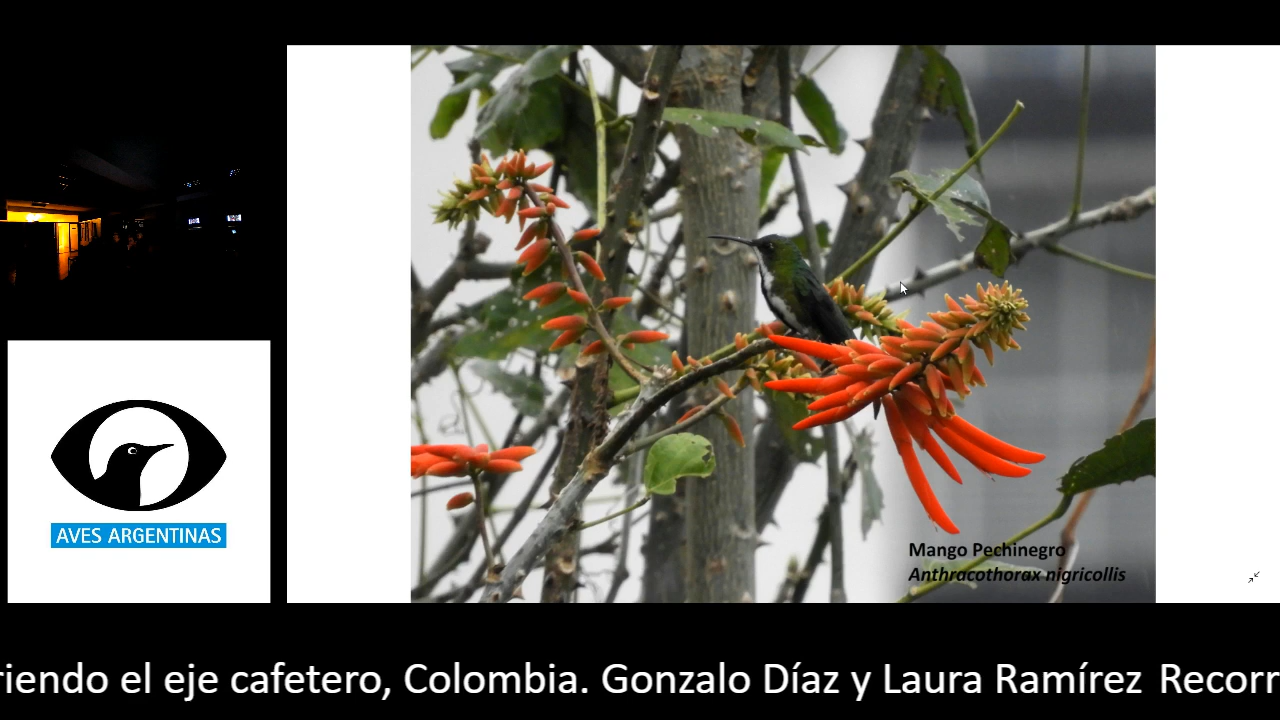 AVES ARGENTINAS
Mango Pechinegro
Anthracothorax nigricollis
riendo el eje cafetero, Colombia. Gonzalo Díaz y Laura Ramírez Recorr